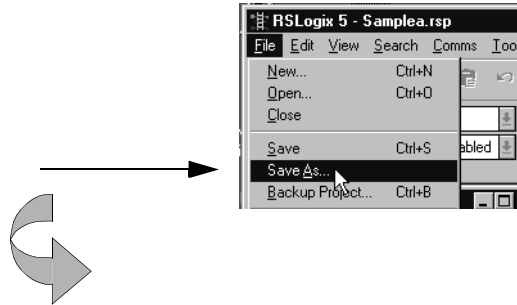 RSLogix 5 - Samplea.rsp
File Edit View Search Comms Too
New... Ctrl+N
Open... Ctrl+O
Close
Save Ctrl+S
abled
Save As...
Backup Project... Ctrl+B